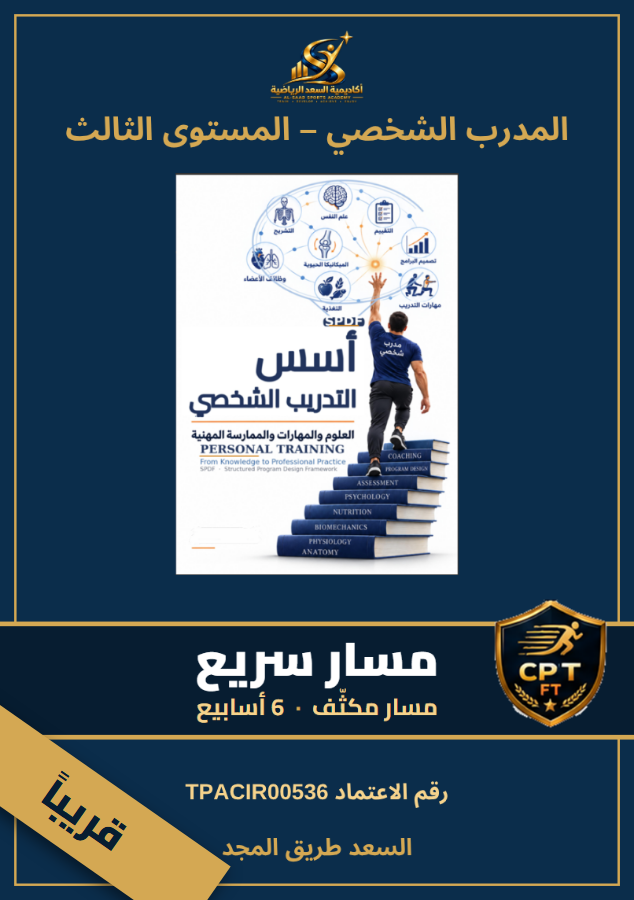 أكاديمية السعد الرياضية
AL-SAAD SPORTS ACADEMY
المدرب الشخصي – المستوى الثالث
علم النفس
التشريح
التقييم
الميكانيكا الحيوية
تصميم البرامج
وظائف الأعضاء
التغذية
مهارات التدريب
SPDF
مدرب
شخصي
أسس
التدريب الشخصي
العلوم والمهارات والممارسة المهنية
PERSONAL TRAINING
From Knowledge to Professional Practice
SPDF - Structured Program Design Framework
COACHING
PROGRAM DESIGN
ASSESSMENT
PSYCHOLOGY
NUTRITION
BIOMECHANICS
PHYSIOLOGY
ANATOMY
مسار سريع
مسار مكثّف · 6 أسابيع
CPT
FT
رقم الاعتماد TPACIR00536
السعد طريق المجد
قريباً